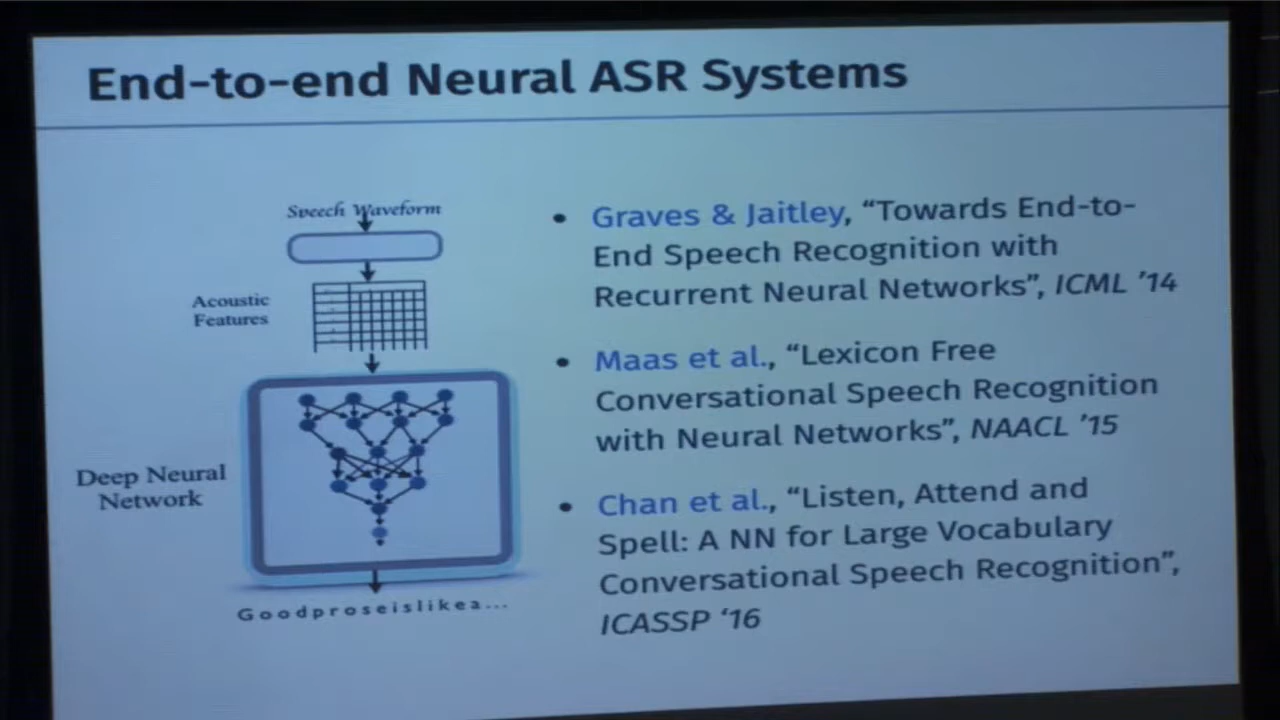 End-to-end Neural ASR Systems
Speech Waveform
Acoustic
Features
Deep Neural
Network
Goodproseislikea...
• Graves & Jaitley, “Towards End-to-
End Speech Recognition with
Recurrent Neural Networks”, ICML ’14
• Maas et al., “Lexicon Free
Conversational Speech Recognition
with Neural Networks”, NAACL ’15
• Chan et al., “Listen, Attend and
Spell: A NN for Large Vocabulary
Conversational Speech Recognition”,
ICASSP ‘16